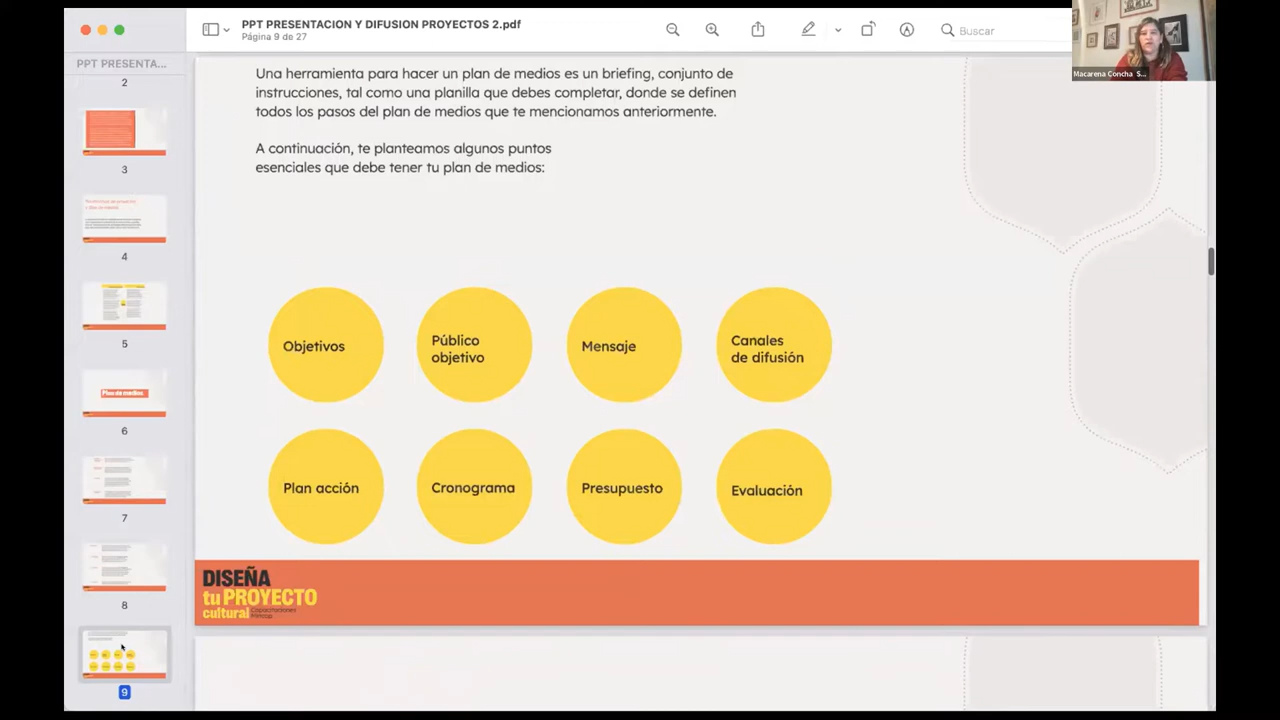 PPT PRESENTACION Y DIFUSION PROYECTOS 2.pdf
Página 9 de 27
Buscar
Macarena Concha S...
PPT PRESENTA...
2
3
4
5
Plan de medios
6
7
8
9
Una herramienta para hacer un plan de medios es un briefing, conjunto de
instrucciones, tal como una planilla que debes completar, donde se definen
todos los pasos del plan de medios que te mencionamos anteriormente.
A continuación, te planteamos algunos puntos
esenciales que debe tener tu plan de medios:
Objetivos
Público
objetivo
Mensaje
Canales
de difusión
Plan acción
Cronograma
Presupuesto
Evaluación
DISEÑA
tu PROYECTO
cultural Capacitaciones